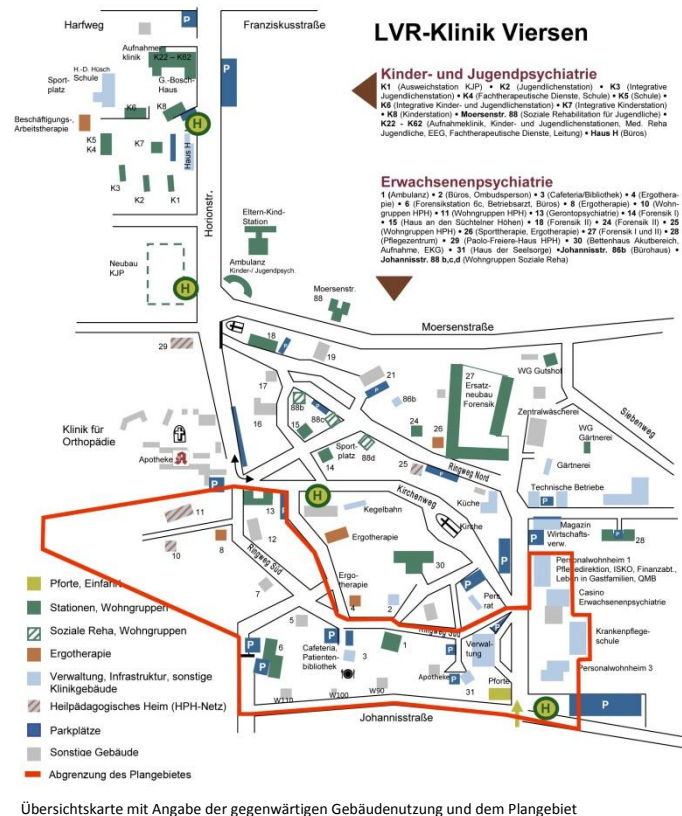 LVR-Klinik Viersen
Kinder- und Jugendpsychiatrie
K1 (Ausweichstation KJP) • K2 (Jugendlichenstation) • K3 (Integrative
Jugendlichenstation) • K4 (Fachtherapeutische Dienste, Schule) • K5 (Schule) •
K6 (Integrative Kinder- und Jugendlichenstation) • K7 (Integrative Kinderstation)
• K8 (Kinderstation) • Moersenstr. 88 (Soziale Rehabilitation für Jugendliche) •
K22 - K62 (Aufnahmeklinik, Kinder- und Jugendlichenstationen, Med. Reha
Jugendliche, EEG, Fachtherapeutische Dienste, Leitung) • Haus H (Büros)
Erwachsenenpsychiatrie
1 (Ambulanz) • 2 (Büros, Ombudsperson) • 3 (Cafeteria/Bibliothek) • 4 (Ergothera-
pie) • 6 (Forensikstation 6c, Betriebsarzt, Büros) • 8 (Ergotherapie) • 10 (Wohn-
gruppen HPH) • 11 (Wohngruppen HPH) • 13 (Gerontopsychiatrie) • 14 (Forensik I)
• 15 (Haus an den Süchtelner Höhen) • 18 (Forensik II) • 24 (Forensik II) • 25
(Wohngruppen HPH) • 26 (Sporttherapie, Ergotherapie) • 27 (Forensik I und II) • 28
(Pflegezentrum) • 29 (Paolo-Freiere-Haus HPH) • 30 (Bettenhaus Akutbereich,
Aufnahme, EKG) • 31 (Haus der Seelsorge) •Johannisstr. 86b (Bürohaus) •
Johannisstr. 88 b,c,d (Wohngruppen Soziale Reha)
Harfweg
P
Franziskusstraße
Aufnahme
klinik
K22 – K62
H.-D. Hüsch
Schule
Sport-
platz
G.-Bosch-
Haus
P
Beschäftigungs-,
Arbeitstherapie
K6
K8
H
K5
K4
K7
Haus H
K3
K2
K1
Horionstr.
Eltern-Kind-
Station
Neubau
KJP
H
Ambulanz
Kinder-/ Jugendpsych.
Moersenstr.
88
Moersenstraße
29
18
P
19
17
21
P
27
Ersatz-
neubau
Forensik
WG Gutshof
88b
P
86b
16
15
88c
24
26
Zentralwäscherei
Siebenweg
Klinik für
Orthopädie
Sport-
platz
88d
WG
Gärtnerei
Apotheke
14
25
P
Ringweg Nord
Gärtnerei
P
H
Kirchenweg
Küche
P
Technische Betriebe
P
11
13
P
Kegelbahn
Kirche
Magazin
Wirtschafts-
verw.
P
P
28
12
Ergotherapie
P
10
8
Ringweg Süd
30
Personalwohnheim 1
Pflegedirektion, ISKO, Finanzabt.,
Leben in Gastfamilien, QMB
Ergo-
therapie
7
4
2
P
Pers.
rat
Casino
Erwachsenenpsychiatrie
5
Ringweg Süd
Krankenpflege-
schule
P
6
P
Cafeteria,
Patienten-
bibliothek
P
3
1
P
Verwal-
tung
Apotheke
Personalwohnheim 3
P
31
Pforte
W110
W100
W90
Johannisstraße
H
P
Pforte, Einfahrt
Stationen, Wohngruppen
Soziale Reha, Wohngruppen
Ergotherapie
Verwaltung, Infrastruktur, sonstige
Klinikgebäude
Heilpädagogisches Heim (HPH-Netz)
Parkplätze
Sonstige Gebäude
Abgrenzung des Plangebietes
Übersichtskarte mit Angabe der gegenwärtigen Gebäudenutzung und dem Plangebiet